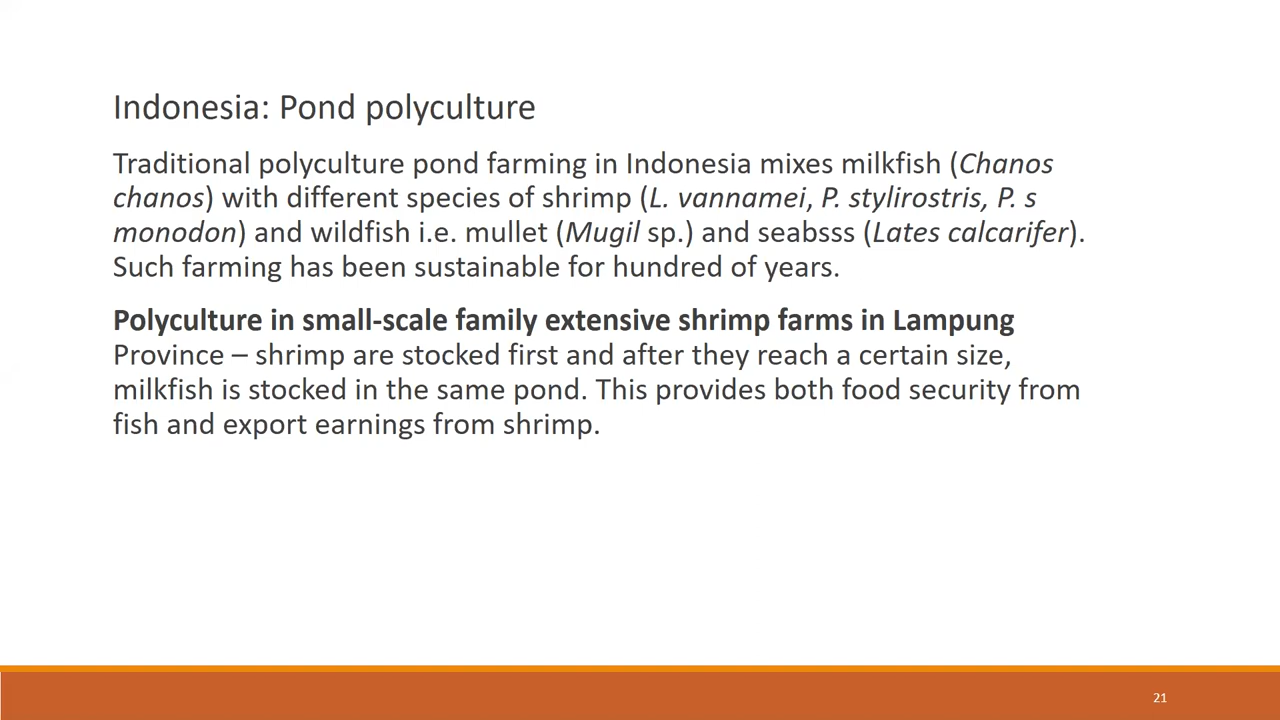 Indonesia: Pond polyculture
Traditional polyculture pond farming in Indonesia mixes milkfish (Chanos
chanos) with different species of shrimp (L. vannamei, P. stylirostris, P. s
monodon) and wildfish i.e. mullet (Mugil sp.) and seabsss (Lates calcarifer).
Such farming has been sustainable for hundred of years.
Polyculture in small-scale family extensive shrimp farms in Lampung
Province – shrimp are stocked first and after they reach a certain size,
milkfish is stocked in the same pond. This provides both food security from
fish and export earnings from shrimp.
21